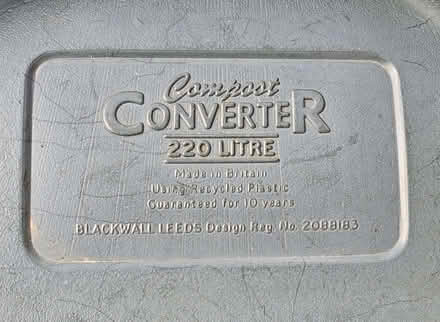 Compost
CONVERTER
220 LITRE
Made in Britain
Using Recycled Plastic
Guaranteed for 10 years
BLACKWALL LEEDS Design Reg. No. 2088183